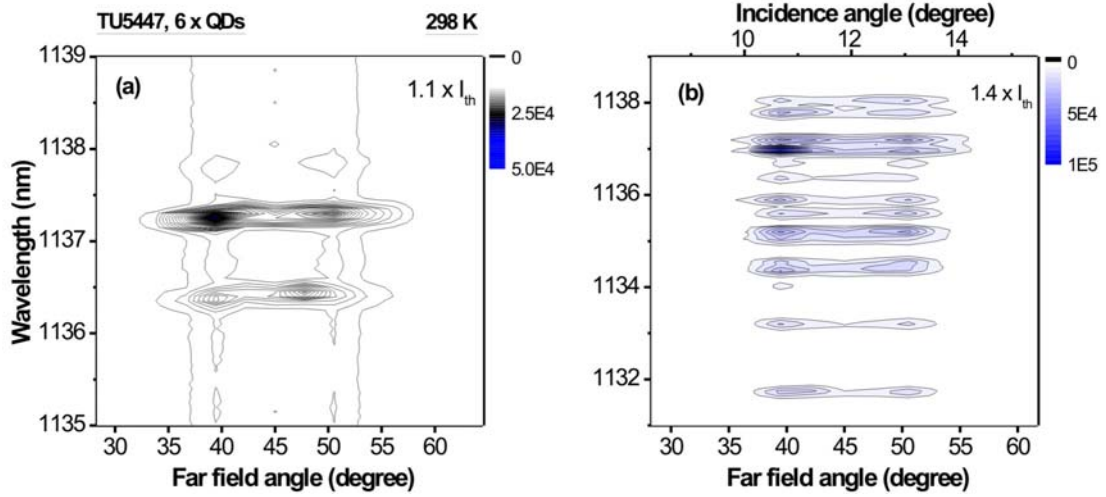 TU5447, 6 x QDs
298 K
Incidence angle (degree)
10 12 14
(a)
1.1 x Ith
0
2.5E4
5.0E4
(b)
1.4 x Ith
0
5E4
1E5
Wavelength (nm)
1139
1138
1137
1136
1135
1138
1136
1134
1132
30 35 40 45 50 55 60
Far field angle (degree)
30 35 40 45 50 55 60
Far field angle (degree)